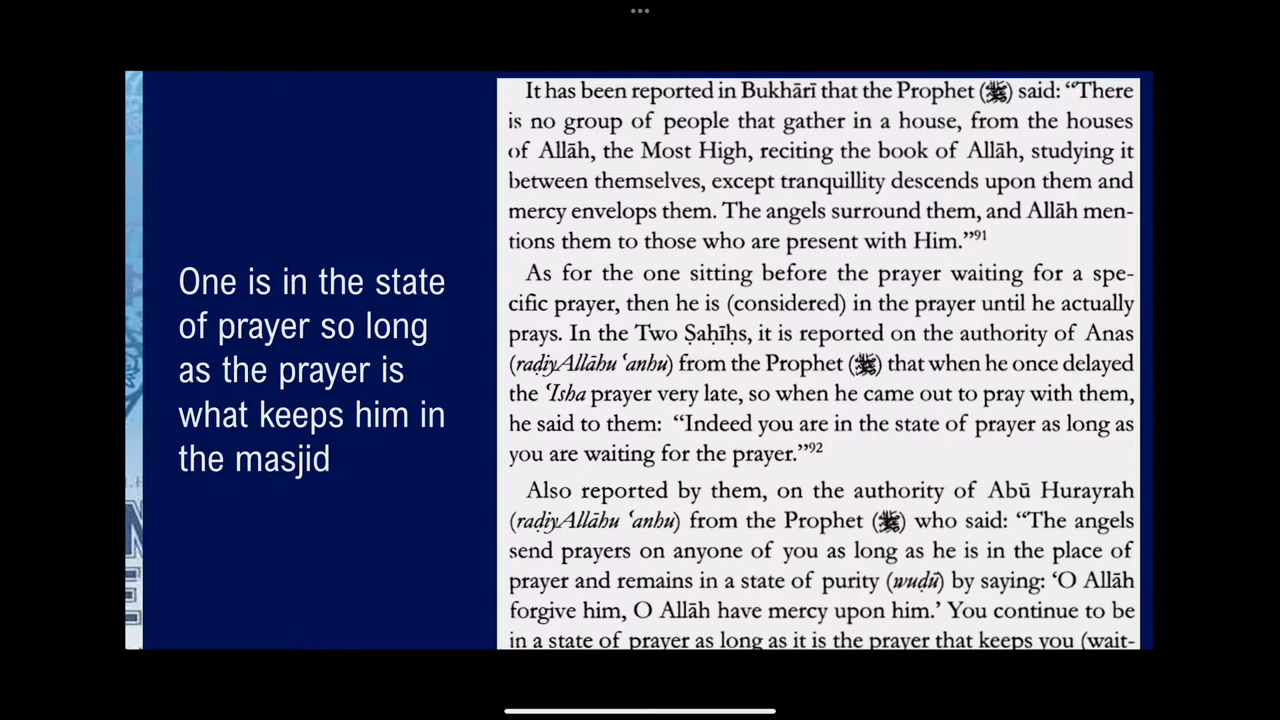 One is in the state
of prayer so long
as the prayer is
what keeps him in
the masjid
It has been reported in Bukhārī that the Prophet (ﷺ) said: “There
is no group of people that gather in a house, from the houses
of Allāh, the Most High, reciting the book of Allāh, studying it
between themselves, except tranquillity descends upon them and
mercy envelops them. The angels surround them, and Allāh men-
tions them to those who are present with Him.”91
As for the one sitting before the prayer waiting for a spe-
cific prayer, then he is (considered) in the prayer until he actually
prays. In the Two Ṣaḥīḥs, it is reported on the authority of Anas
(raḍiyAllāhu ‘anhu) from the Prophet (ﷺ) that when he once delayed
the ‘Isha prayer very late, so when he came out to pray with them,
he said to them: “Indeed you are in the state of prayer as long as
you are waiting for the prayer.”92
Also reported by them, on the authority of Abū Hurayrah
(raḍiyAllāhu ‘anhu) from the Prophet (ﷺ) who said: “The angels
send prayers on anyone of you as long as he is in the place of
prayer and remains in a state of purity (wuḍū) by saying: ‘O Allāh
forgive him, O Allāh have mercy upon him.’ You continue to be
in a state of prayer as long as it is the prayer that keeps you (wait-